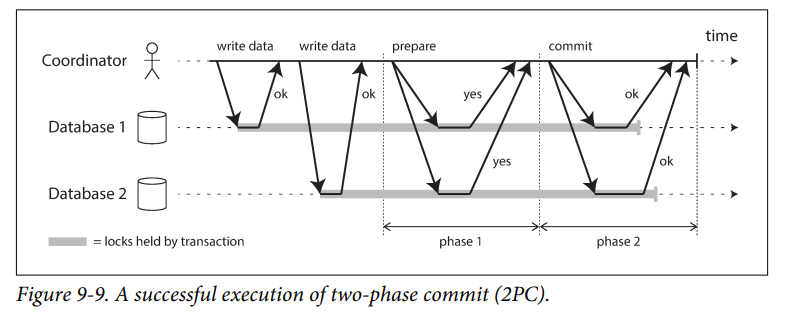 time
write data write data prepare commit
Coordinator
ok ok yes ok
Database 1
yes ok
Database 2
= locks held by transaction
phase 1 phase 2
Figure 9-9. A successful execution of two-phase commit (2PC).